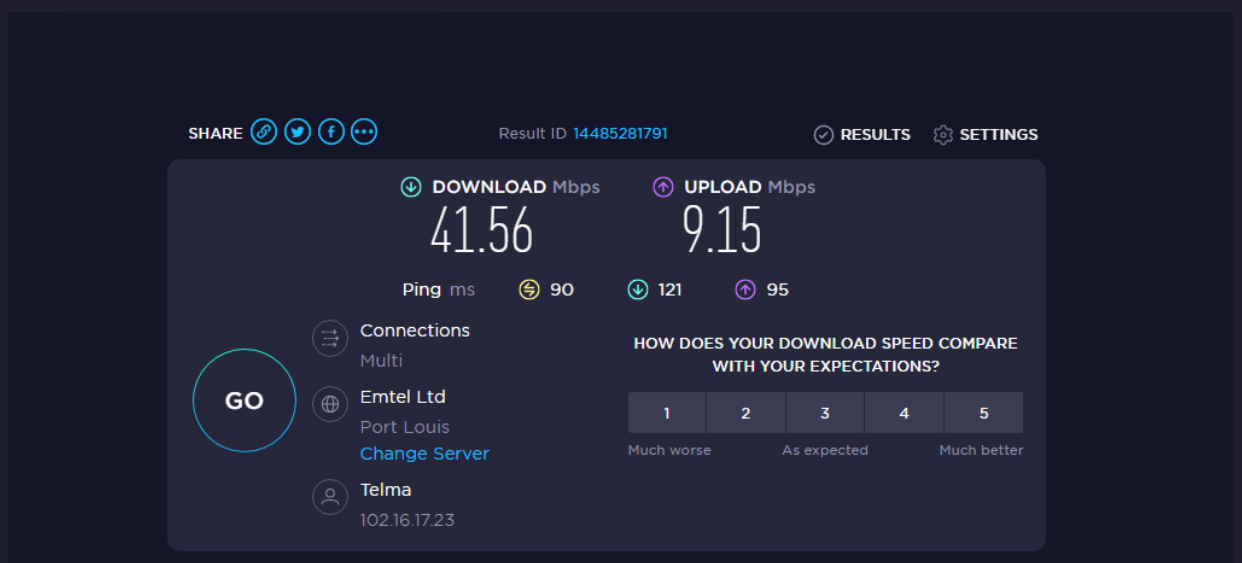 SHARE Result ID 14485281791 RESULTS SETTINGS
DOWNLOAD Mbps UPLOAD Mbps
41.56 9.15
Ping ms 90 121 95
Connections
Multi
Emtel Ltd
Port Louis
Change Server
Telma
102.16.17.23
GO
HOW DOES YOUR DOWNLOAD SPEED COMPARE
WITH YOUR EXPECTATIONS?
1 2 3 4 5
Much worse As expected Much better